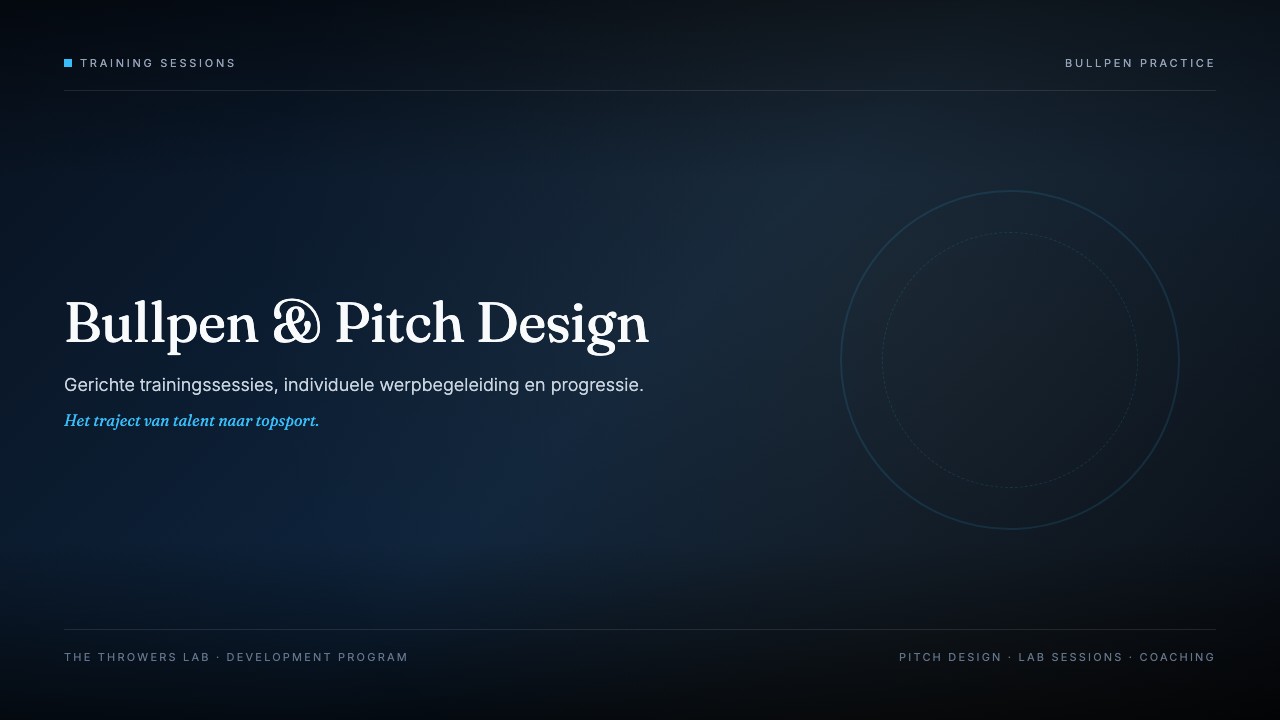 TRAINING SESSIONS
BULLPEN PRACTICE
Bullpen & Pitch Design
Gerichte trainingssessies, individuele werpbegeleiding en progressie.
Het traject van talent naar topsport.
THE THROWERS LAB · DEVELOPMENT PROGRAM
PITCH DESIGN · LAB SESSIONS · COACHING